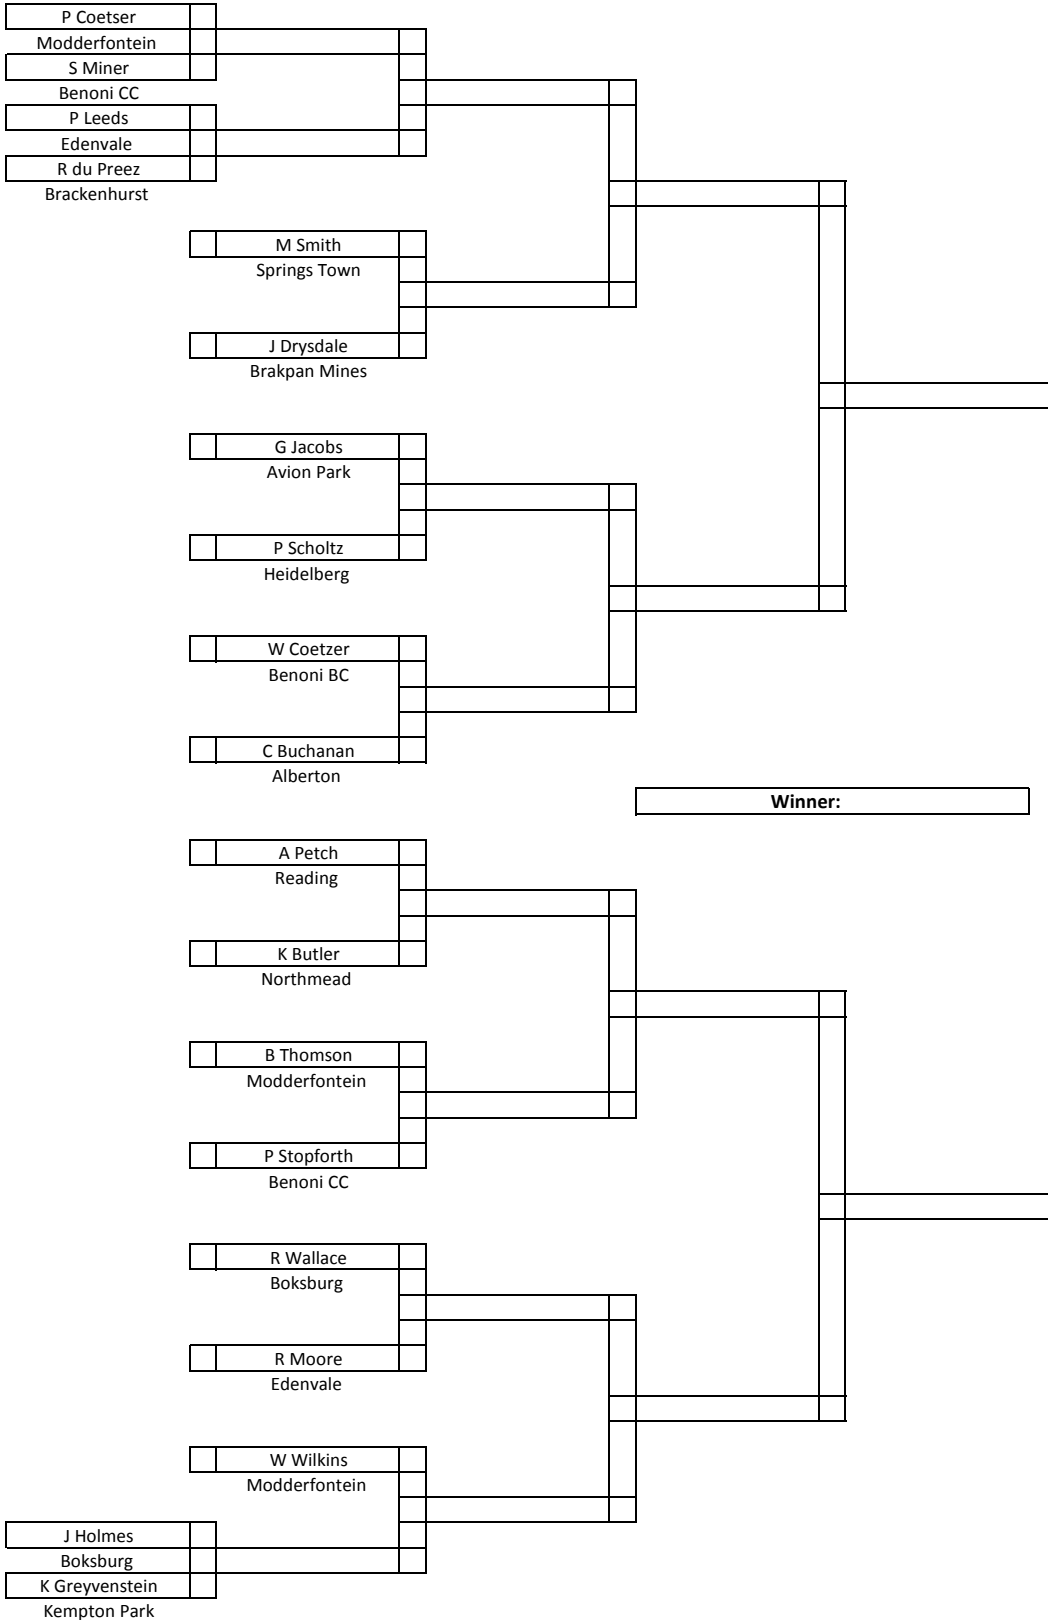 P Coetser
Modderfontein
S Miner
Benoni CC
P Leeds
Edenvale
R du Preez
Brackenhurst
M Smith
Springs Town
J Drysdale
Brakpan Mines
G Jacobs
Avion Park
P Scholtz
Heidelberg
W Coetzer
Benoni BC
C Buchanan
Alberton
Winner:
A Petch
Reading
K Butler
Northmead
B Thomson
Modderfontein
P Stopforth
Benoni CC
R Wallace
Boksburg
R Moore
Edenvale
W Wilkins
Modderfontein
J Holmes
Boksburg
K Greyvenstein
Kempton Park